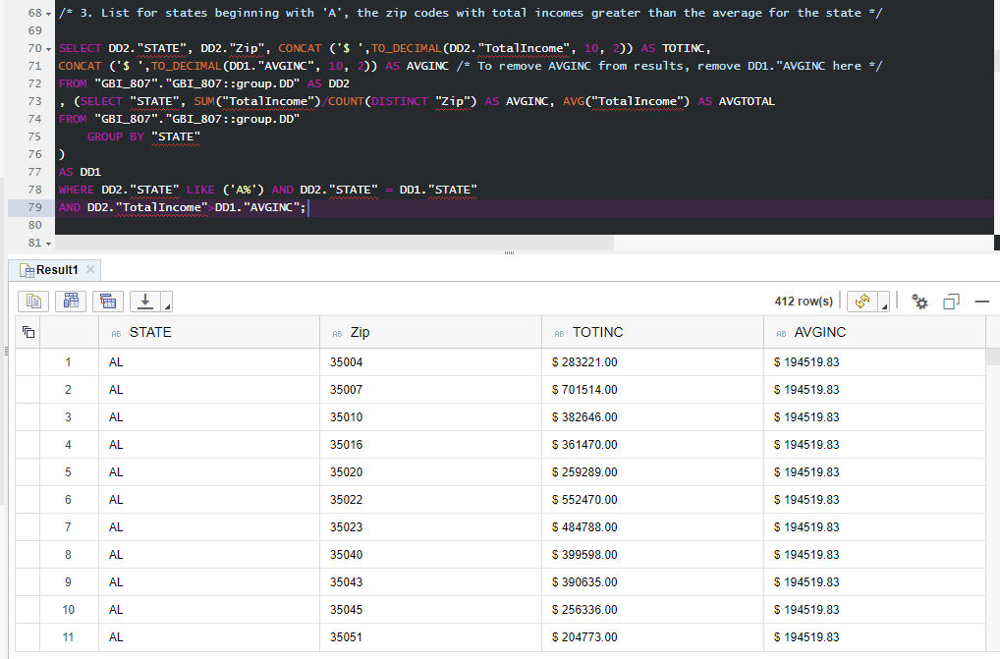 68 /* 3. List for states beginning with 'A', the zip codes with total incomes greater than the average for the state */
69
70 SELECT DD2."STATE", DD2."Zip", CONCAT ('$ ',TO_DECIMAL(DD2."TotalIncome", 10, 2)) AS TOTINC,
71 CONCAT ('$ ',TO_DECIMAL(DD1."AVGINC", 10, 2)) AS AVGINC /* To remove AVGINC from results, remove DD1."AVGINC here */
72 FROM "GBI_807"."GBI_807::group.DD" AS DD2
73 , (SELECT "STATE", SUM("TotalIncome")/COUNT(DISTINCT "Zip") AS AVGINC, AVG("TotalIncome") AS AVGTOTAL
74 FROM "GBI_807"."GBI_807::group.DD"
75 GROUP BY "STATE"
76 )
77 AS DD1
78 WHERE DD2."STATE" LIKE ('A%') AND DD2."STATE" = DD1."STATE"
79 AND DD2."TotalIncome">DD1."AVGINC";
80
81
Result1
412 row(s)
AB STATE AB Zip AB TOTINC AB AVGINC
1 AL 35004 $ 283221.00 $ 194519.83
2 AL 35007 $ 701514.00 $ 194519.83
3 AL 35010 $ 382646.00 $ 194519.83
4 AL 35016 $ 361470.00 $ 194519.83
5 AL 35020 $ 259289.00 $ 194519.83
6 AL 35022 $ 552470.00 $ 194519.83
7 AL 35023 $ 484788.00 $ 194519.83
8 AL 35040 $ 399598.00 $ 194519.83
9 AL 35043 $ 390635.00 $ 194519.83
10 AL 35045 $ 256336.00 $ 194519.83
11 AL 35051 $ 204773.00 $ 194519.83